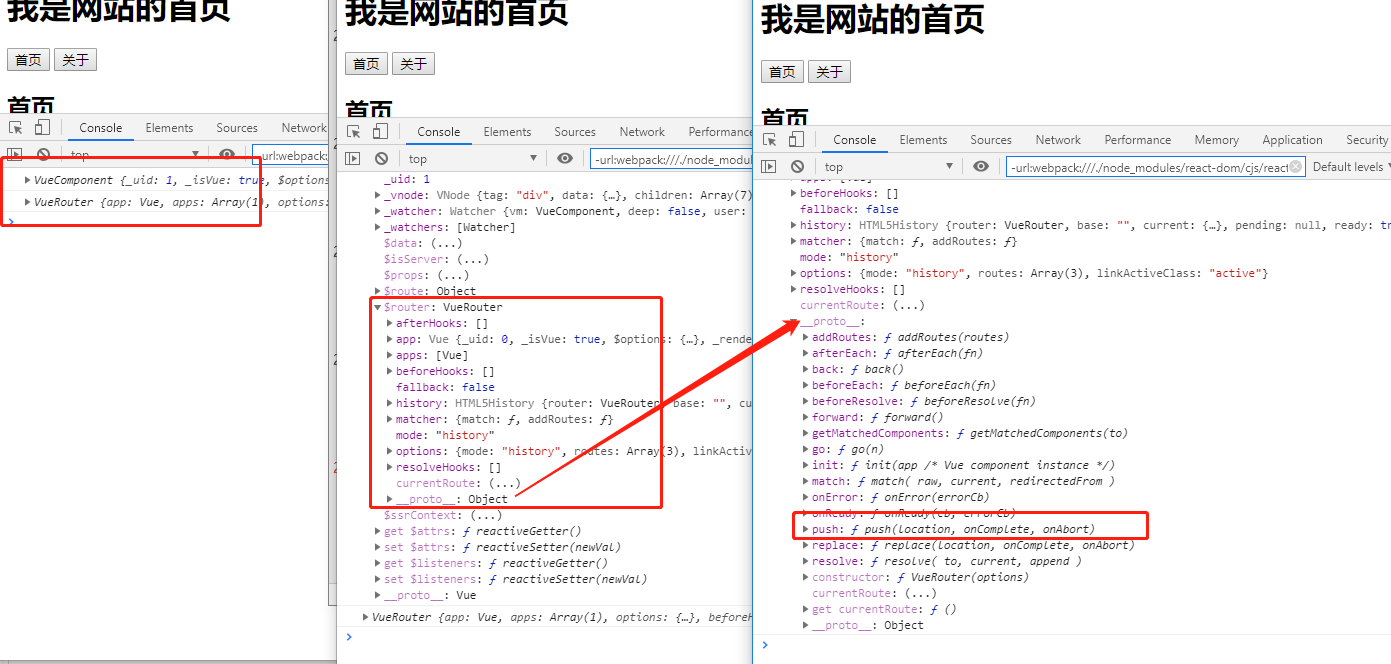 我是网站的首页
首页 关于
首页
Console Elements Sources Network
top -url:webpack:
VueComponent {_uid: 1, _isVue: true, $options
VueRouter {app: Vue, apps: Array(1), options:
我是网站的首页
首页 关于
首页
Console Elements Sources Network Performance
top -url:webpack:///./node_modul
_uid: 1
_vnode: VNode {tag: "div", data: {…}, children: Array(7)
_watcher: Watcher {vm: VueComponent, deep: false, user:
_watchers: [Watcher]
$data: (...)
$isServer: (...)
$props: (...)
$route: Object
$router: VueRouter
afterHooks: []
app: Vue {_uid: 0, _isVue: true, $options: {…}, _rende
apps: [Vue]
beforeHooks: []
fallback: false
history: HTML5History {router: VueRouter, base: "", cu
matcher: {match: ƒ, addRoutes: ƒ}
mode: "history"
options: {mode: "history", routes: Array(3), linkActiv
resolveHooks: []
currentRoute: (...)
__proto__: Object
$ssrContext: (...)
get $attrs: ƒ reactiveGetter()
set $attrs: ƒ reactiveSetter(newVal)
get $listeners: ƒ reactiveGetter()
set $listeners: ƒ reactiveSetter(newVal)
__proto__: Vue
VueRouter {app: Vue, apps: Array(1), options: {…}, beforeH
我是网站的首页
首页 关于
首页
Console Elements Sources Network Performance Memory Application Security
top -url:webpack:///./node_modules/react-dom/cjs/react Default levels
beforeHooks: []
fallback: false
history: HTML5History {router: VueRouter, base: "", current: {…}, pending: null, ready: tr
matcher: {match: ƒ, addRoutes: ƒ}
mode: "history"
options: {mode: "history", routes: Array(3), linkActiveClass: "active"}
resolveHooks: []
currentRoute: (...)
__proto__:
addRoutes: ƒ addRoutes(routes)
afterEach: ƒ afterEach(fn)
back: ƒ back()
beforeEach: ƒ beforeEach(fn)
beforeResolve: ƒ beforeResolve(fn)
forward: ƒ forward()
getMatchedComponents: ƒ getMatchedComponents(to)
go: ƒ go(n)
init: ƒ init(app /* Vue component instance */)
match: ƒ match( raw, current, redirectedFrom )
onError: ƒ onError(errorCb)
onReady: ƒ onReady(cb, errorCb)
push: ƒ push(location, onComplete, onAbort)
replace: ƒ replace(location, onComplete, onAbort)
resolve: ƒ resolve( to, current, append )
constructor: ƒ VueRouter(options)
currentRoute: (...)
get currentRoute: ƒ ()
__proto__: Object